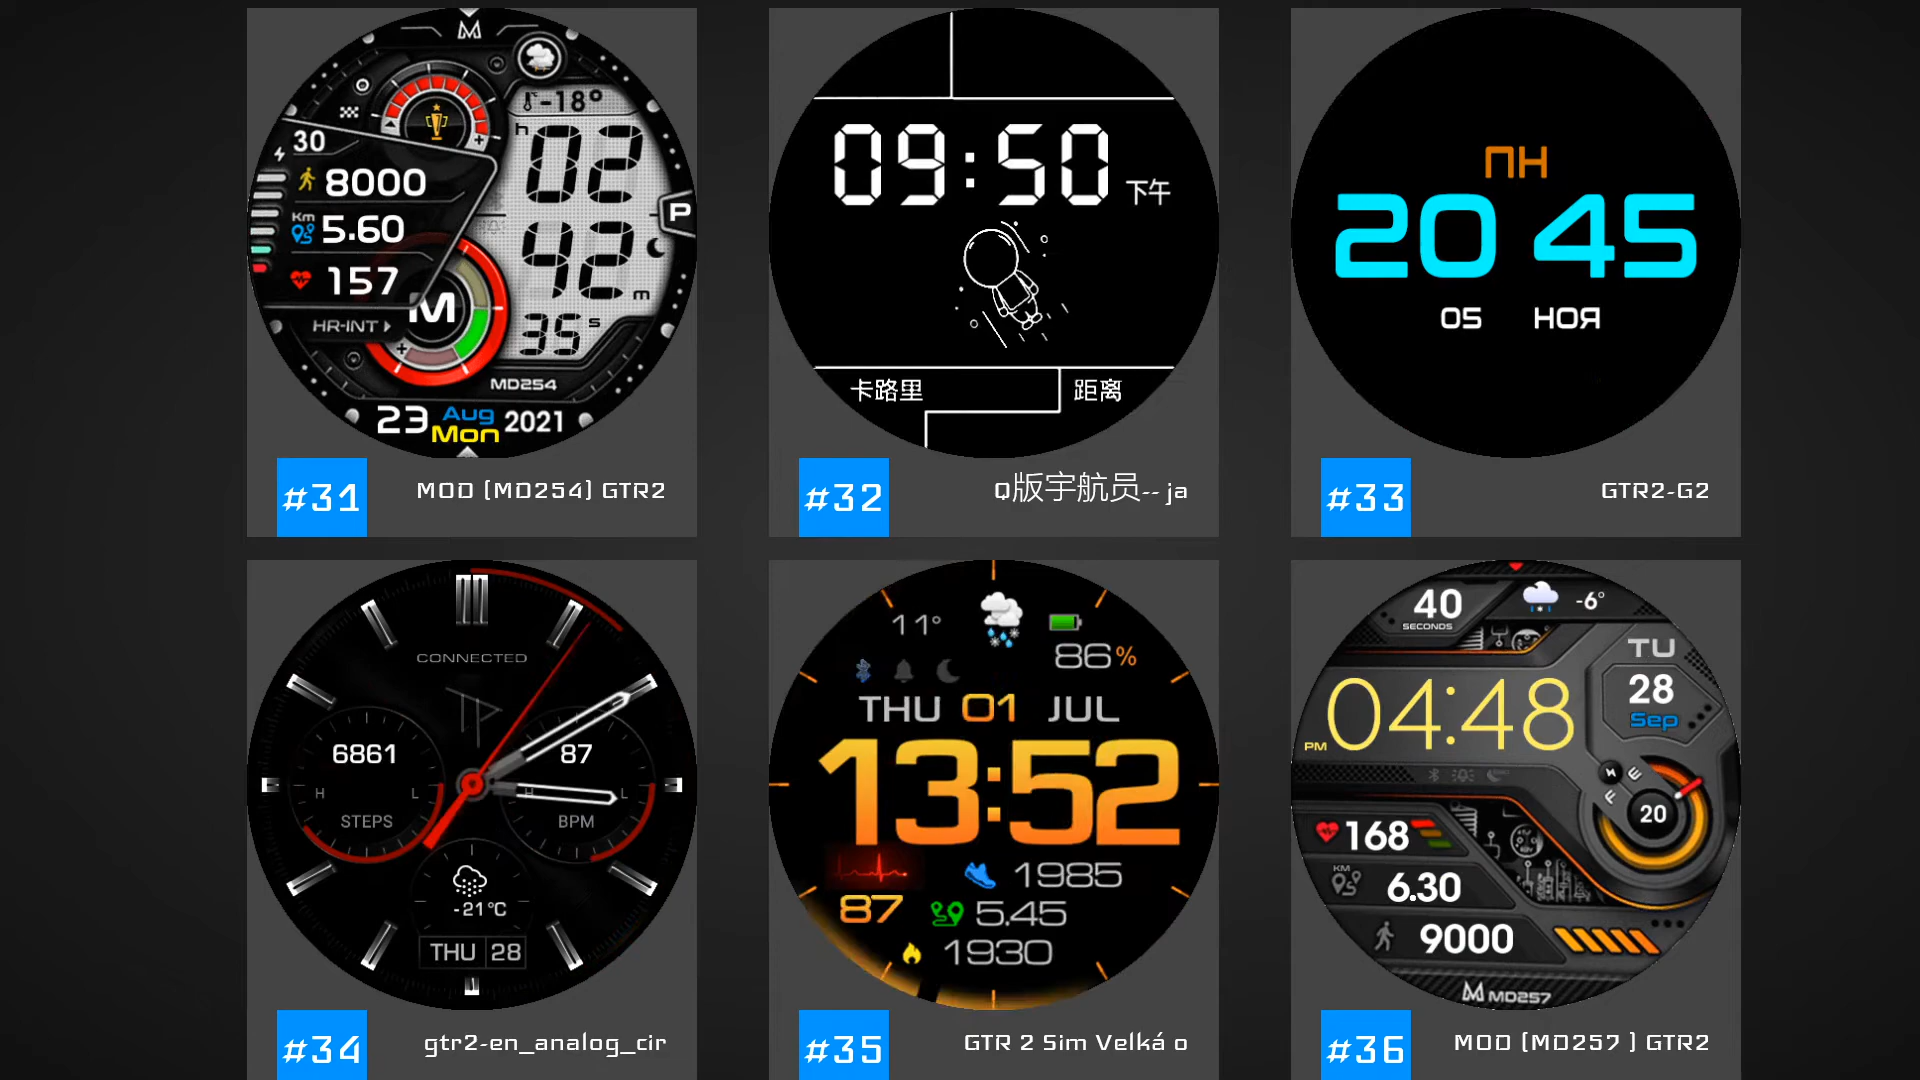 -18°
h
02
30
8000
P
Km
5.60
42
m
157
M
HR-INT
35
s
MD254
23 Aug 2021
Mon
#31 MOD (MD254) GTR2
09:50 下午
卡路里 距离
#32 Q版宇航员-- ja
ПН
20 45
05 НОЯ
#33 GTR2-G2
CONNECTED
6861 87
H L H L
STEPS BPM
-21°C
THU 28
#34 gtr2-en_analog_cir
11°
86%
THU 01 JUL
13:52
1985
87
5.45
1930
#35 GTR 2 Sim Velká o
40 -6°
SECONDS
TU
28
Sep
PM 04:48
E
F
20
168
KM
6.30
9000
MD257
#36 MOD (MD257 ) GTR2